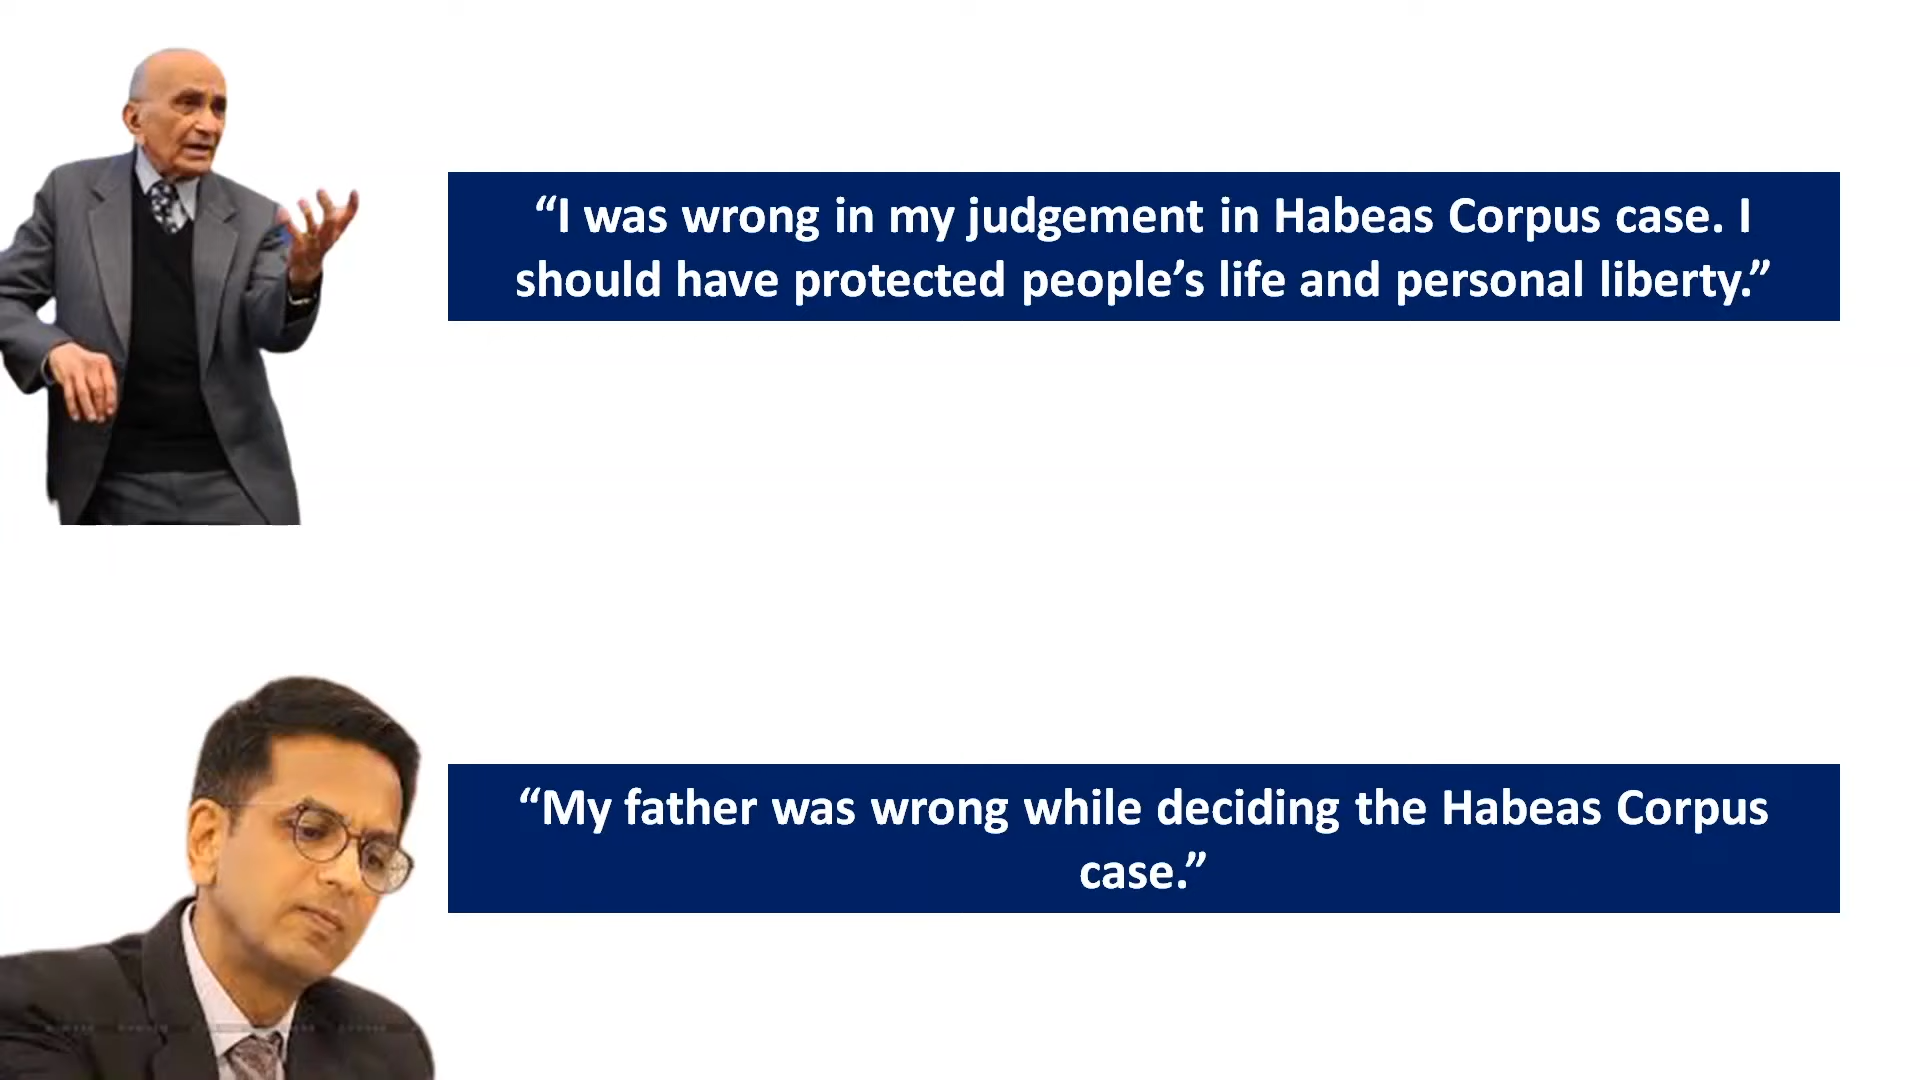 “I was wrong in my judgement in Habeas Corpus case. I
should have protected people’s life and personal liberty.”
“My father was wrong while deciding the Habeas Corpus
case.”